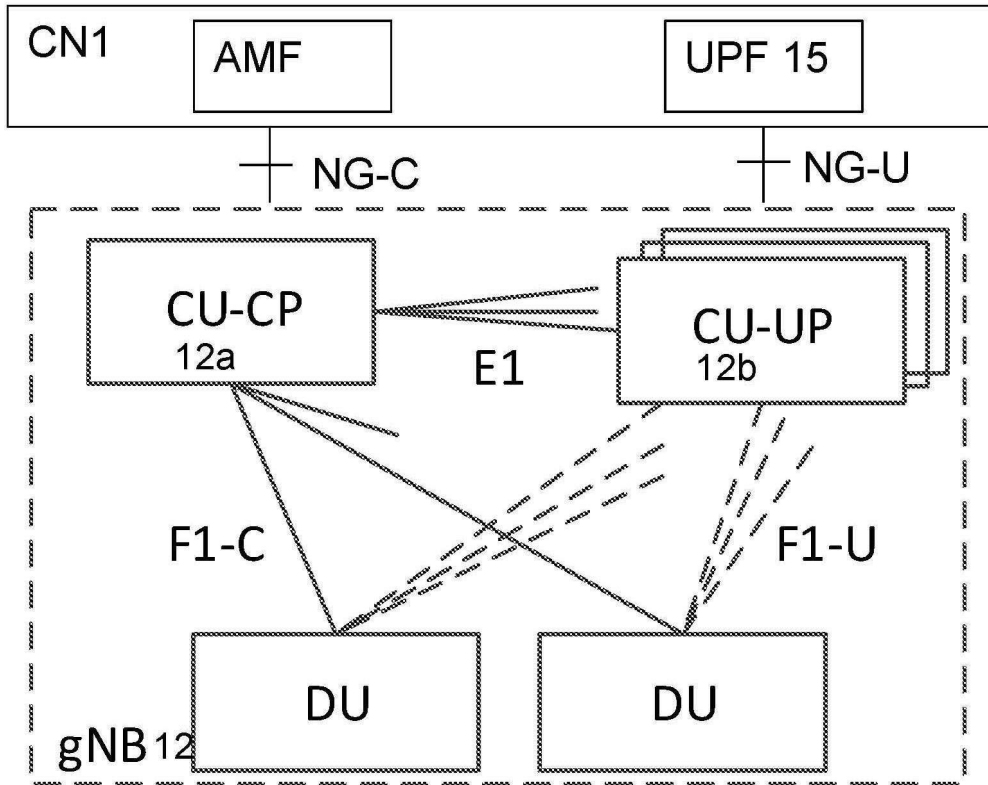 CN1
AMF
UPF 15
NG-C
NG-U
CU-CP
12a
CU-UP
12b
E1
F1-C
F1-U
DU
DU
gNB 12